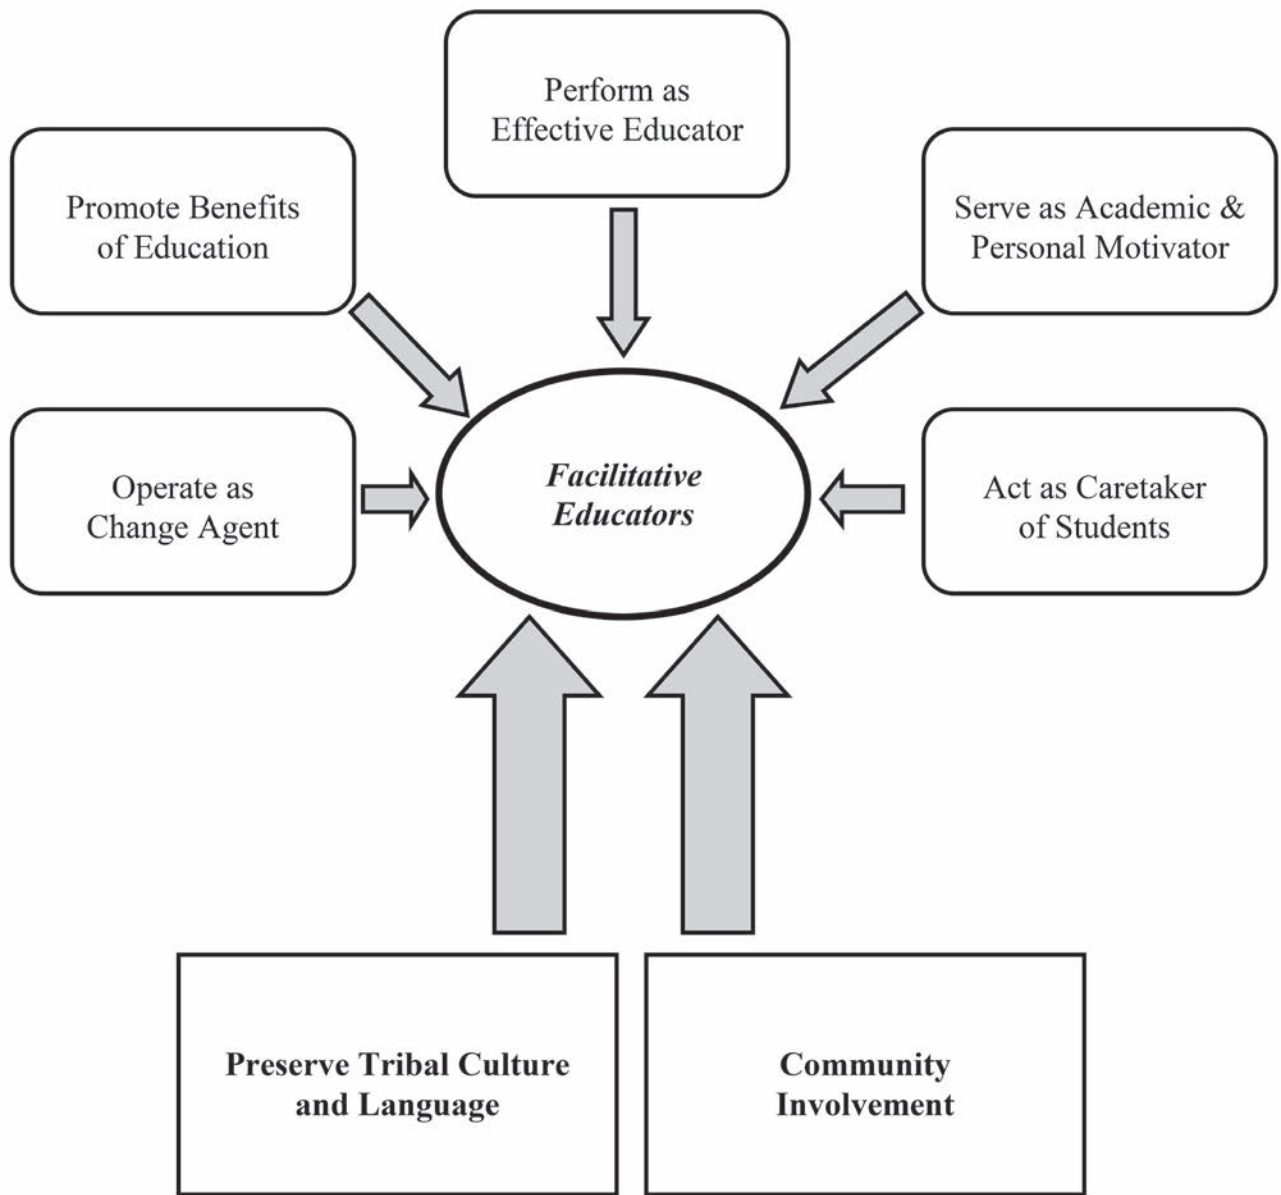 Perform as
Effective Educator
Promote Benefits
of Education
Serve as Academic &
Personal Motivator
Operate as
Change Agent
Facilitative
Educators
Act as Caretaker
of Students
Preserve Tribal Culture
and Language
Community
Involvement